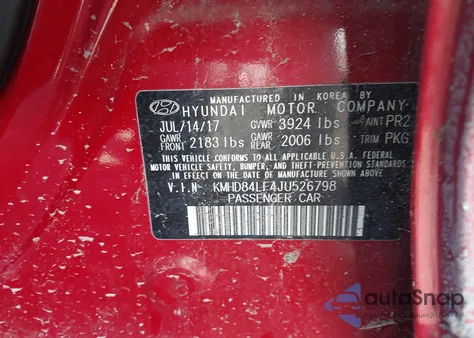 MANUFACTURED IN KOREA BY
HYUNDAI MOTOR COMPANY
JUL/14/17 GVWR 3924 lbs PAINT PR2
GAWR FRONT 2183 lbs GAWR REAR 2006 lbs TRIM PKG
THIS VEHICLE CONFORMS TO ALL APPLICABLE U.S.A FEDERAL
MOTOR VEHICLE SAFETY, BUMPER, AND THEFT PREVENTION
STANDARDS IN EFFECT ON THE DATE OF MANUFACTURE SHOWN ABOVE.
V.I.N KMHD84LF4JU526798
PASSENGER CAR
autoSnap